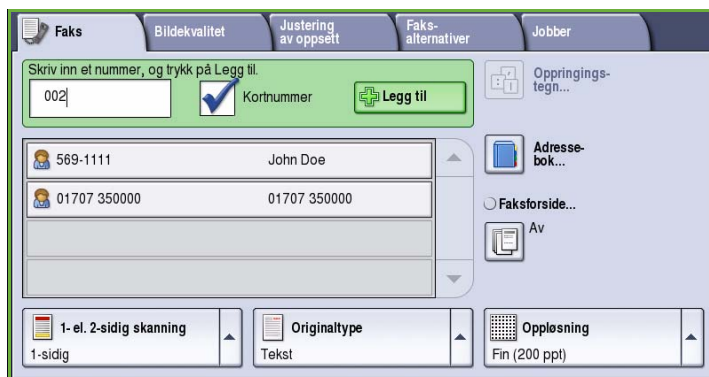 Faks
Bildekvalitet
Justering
av oppsett
Faks-
alternativer
Jobber
Skriv inn et nummer, og trykk på Legg til.
002
Kortnummer
Legg til
Oppringings-
tegn...
569-1111 John Doe
01707 350000 01707 350000
Adresse-
bok...
Faksforside...
Av
1- el. 2-sidig skanning
1-sidig
Originaltype
Tekst
Oppløsning
Fin (200 ppt)